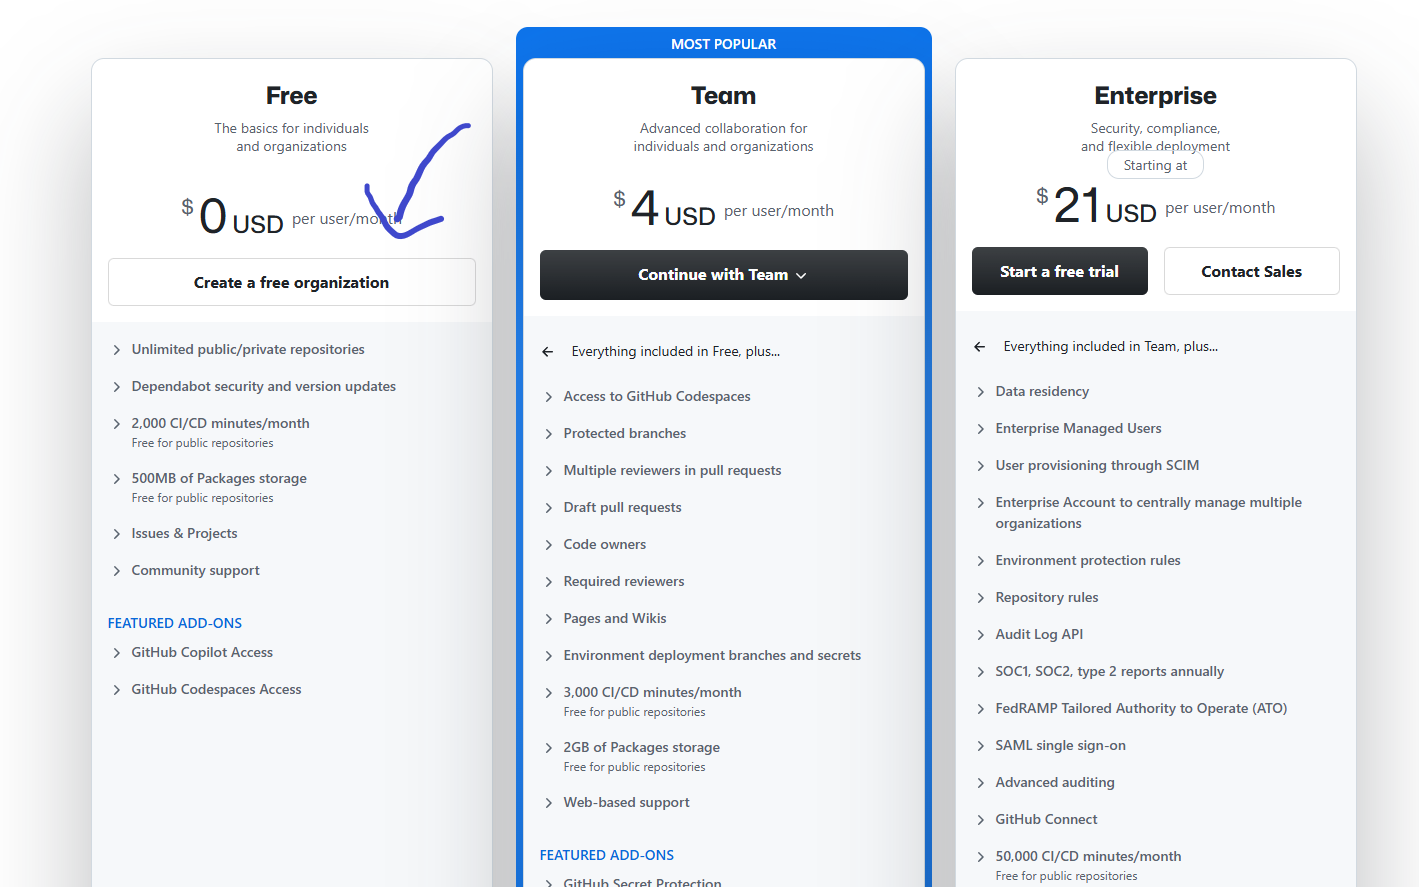 Free
The basics for individuals
and organizations
$ 0 USD per user/month
Create a free organization
Unlimited public/private repositories
Dependabot security and version updates
2,000 CI/CD minutes/month
Free for public repositories
500MB of Packages storage
Free for public repositories
Issues & Projects
Community support
FEATURED ADD-ONS
GitHub Copilot Access
GitHub Codespaces Access
MOST POPULAR
Team
Advanced collaboration for
individuals and organizations
$ 4 USD per user/month
Continue with Team
Everything included in Free, plus...
Access to GitHub Codespaces
Protected branches
Multiple reviewers in pull requests
Draft pull requests
Code owners
Required reviewers
Pages and Wikis
Environment deployment branches and secrets
3,000 CI/CD minutes/month
Free for public repositories
2GB of Packages storage
Free for public repositories
Web-based support
FEATURED ADD-ONS
GitHub Secret Protection
Enterprise
Security, compliance,
and flexible deployment
Starting at
$ 21 USD per user/month
Start a free trial
Contact Sales
Everything included in Team, plus...
Data residency
Enterprise Managed Users
User provisioning through SCIM
Enterprise Account to centrally manage multiple
organizations
Environment protection rules
Repository rules
Audit Log API
SOC1, SOC2, type 2 reports annually
FedRAMP Tailored Authority to Operate (ATO)
SAML single sign-on
Advanced auditing
GitHub Connect
50,000 CI/CD minutes/month
Free for public repositories